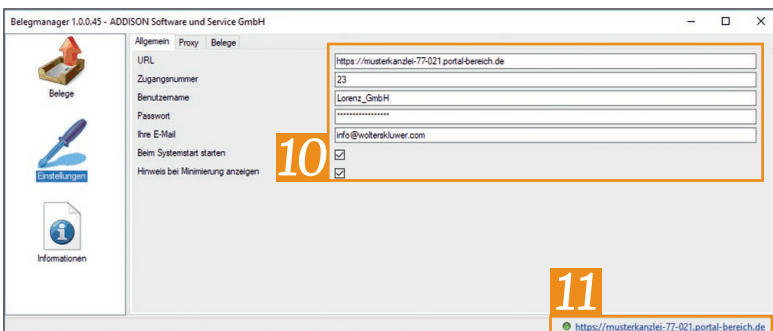 Belegmanager 1.0.0.45 - ADDISON Software und Service GmbH
Allgemein Proxy Belege
URL https://musterkanzlei-77-021.portal-bereich.de
Zugangsnummer 23
Benutzername Lorenz_GmbH
Passwort *****************
Ihre E-Mail info@wolterskluwer.com
Beim Systemstart starten
Hinweis bei Minimierung anzeigen
10
Belege
Einstellungen
Informationen
11
https://musterkanzlei-77-021.portal-bereich.de